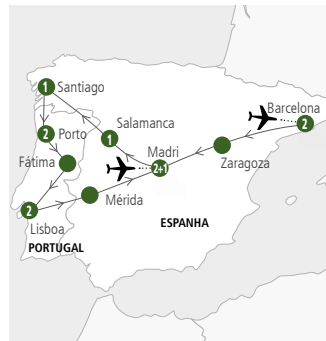 1
Santiago
Barcelona
2
Salamanca
1
2
Porto
Madri
2+1
Zaragoza
Fátima
Mérida
2
Lisboa
ESPANHA
PORTUGAL